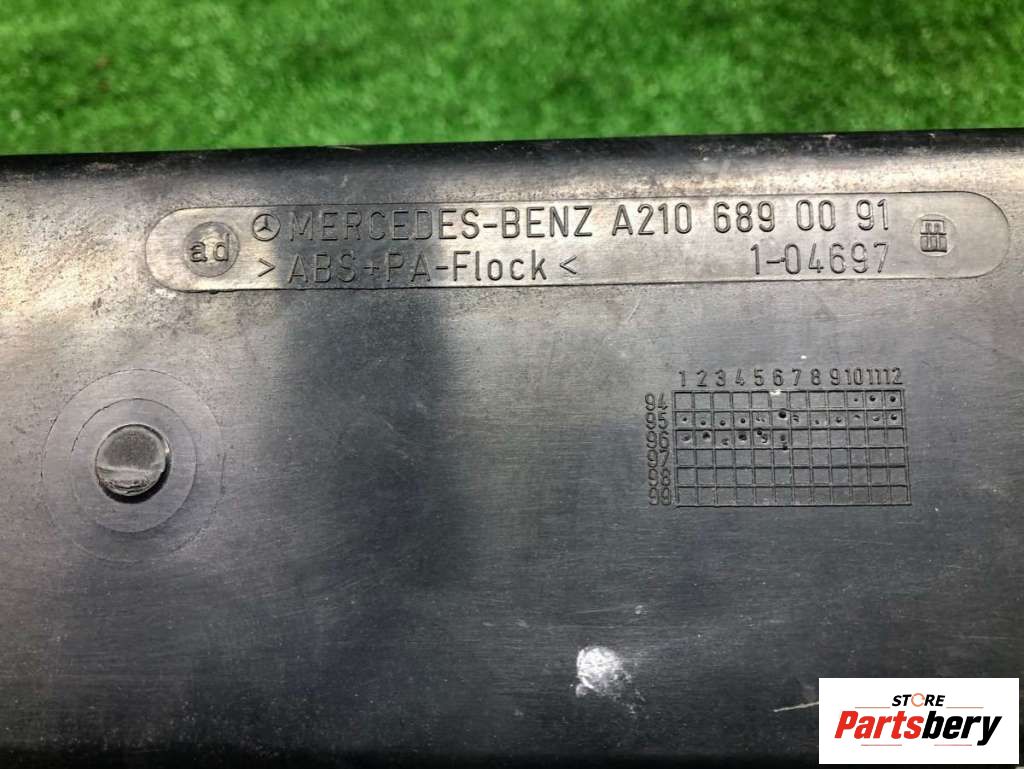 ad
MERCEDES-BENZ A210 689 00 91
>ABS+PA-Flock< 1-04697
1 2 3 4 5 6 7 8 9 10 11 12
94
95
96
97
98
99
STORE
Partsbery